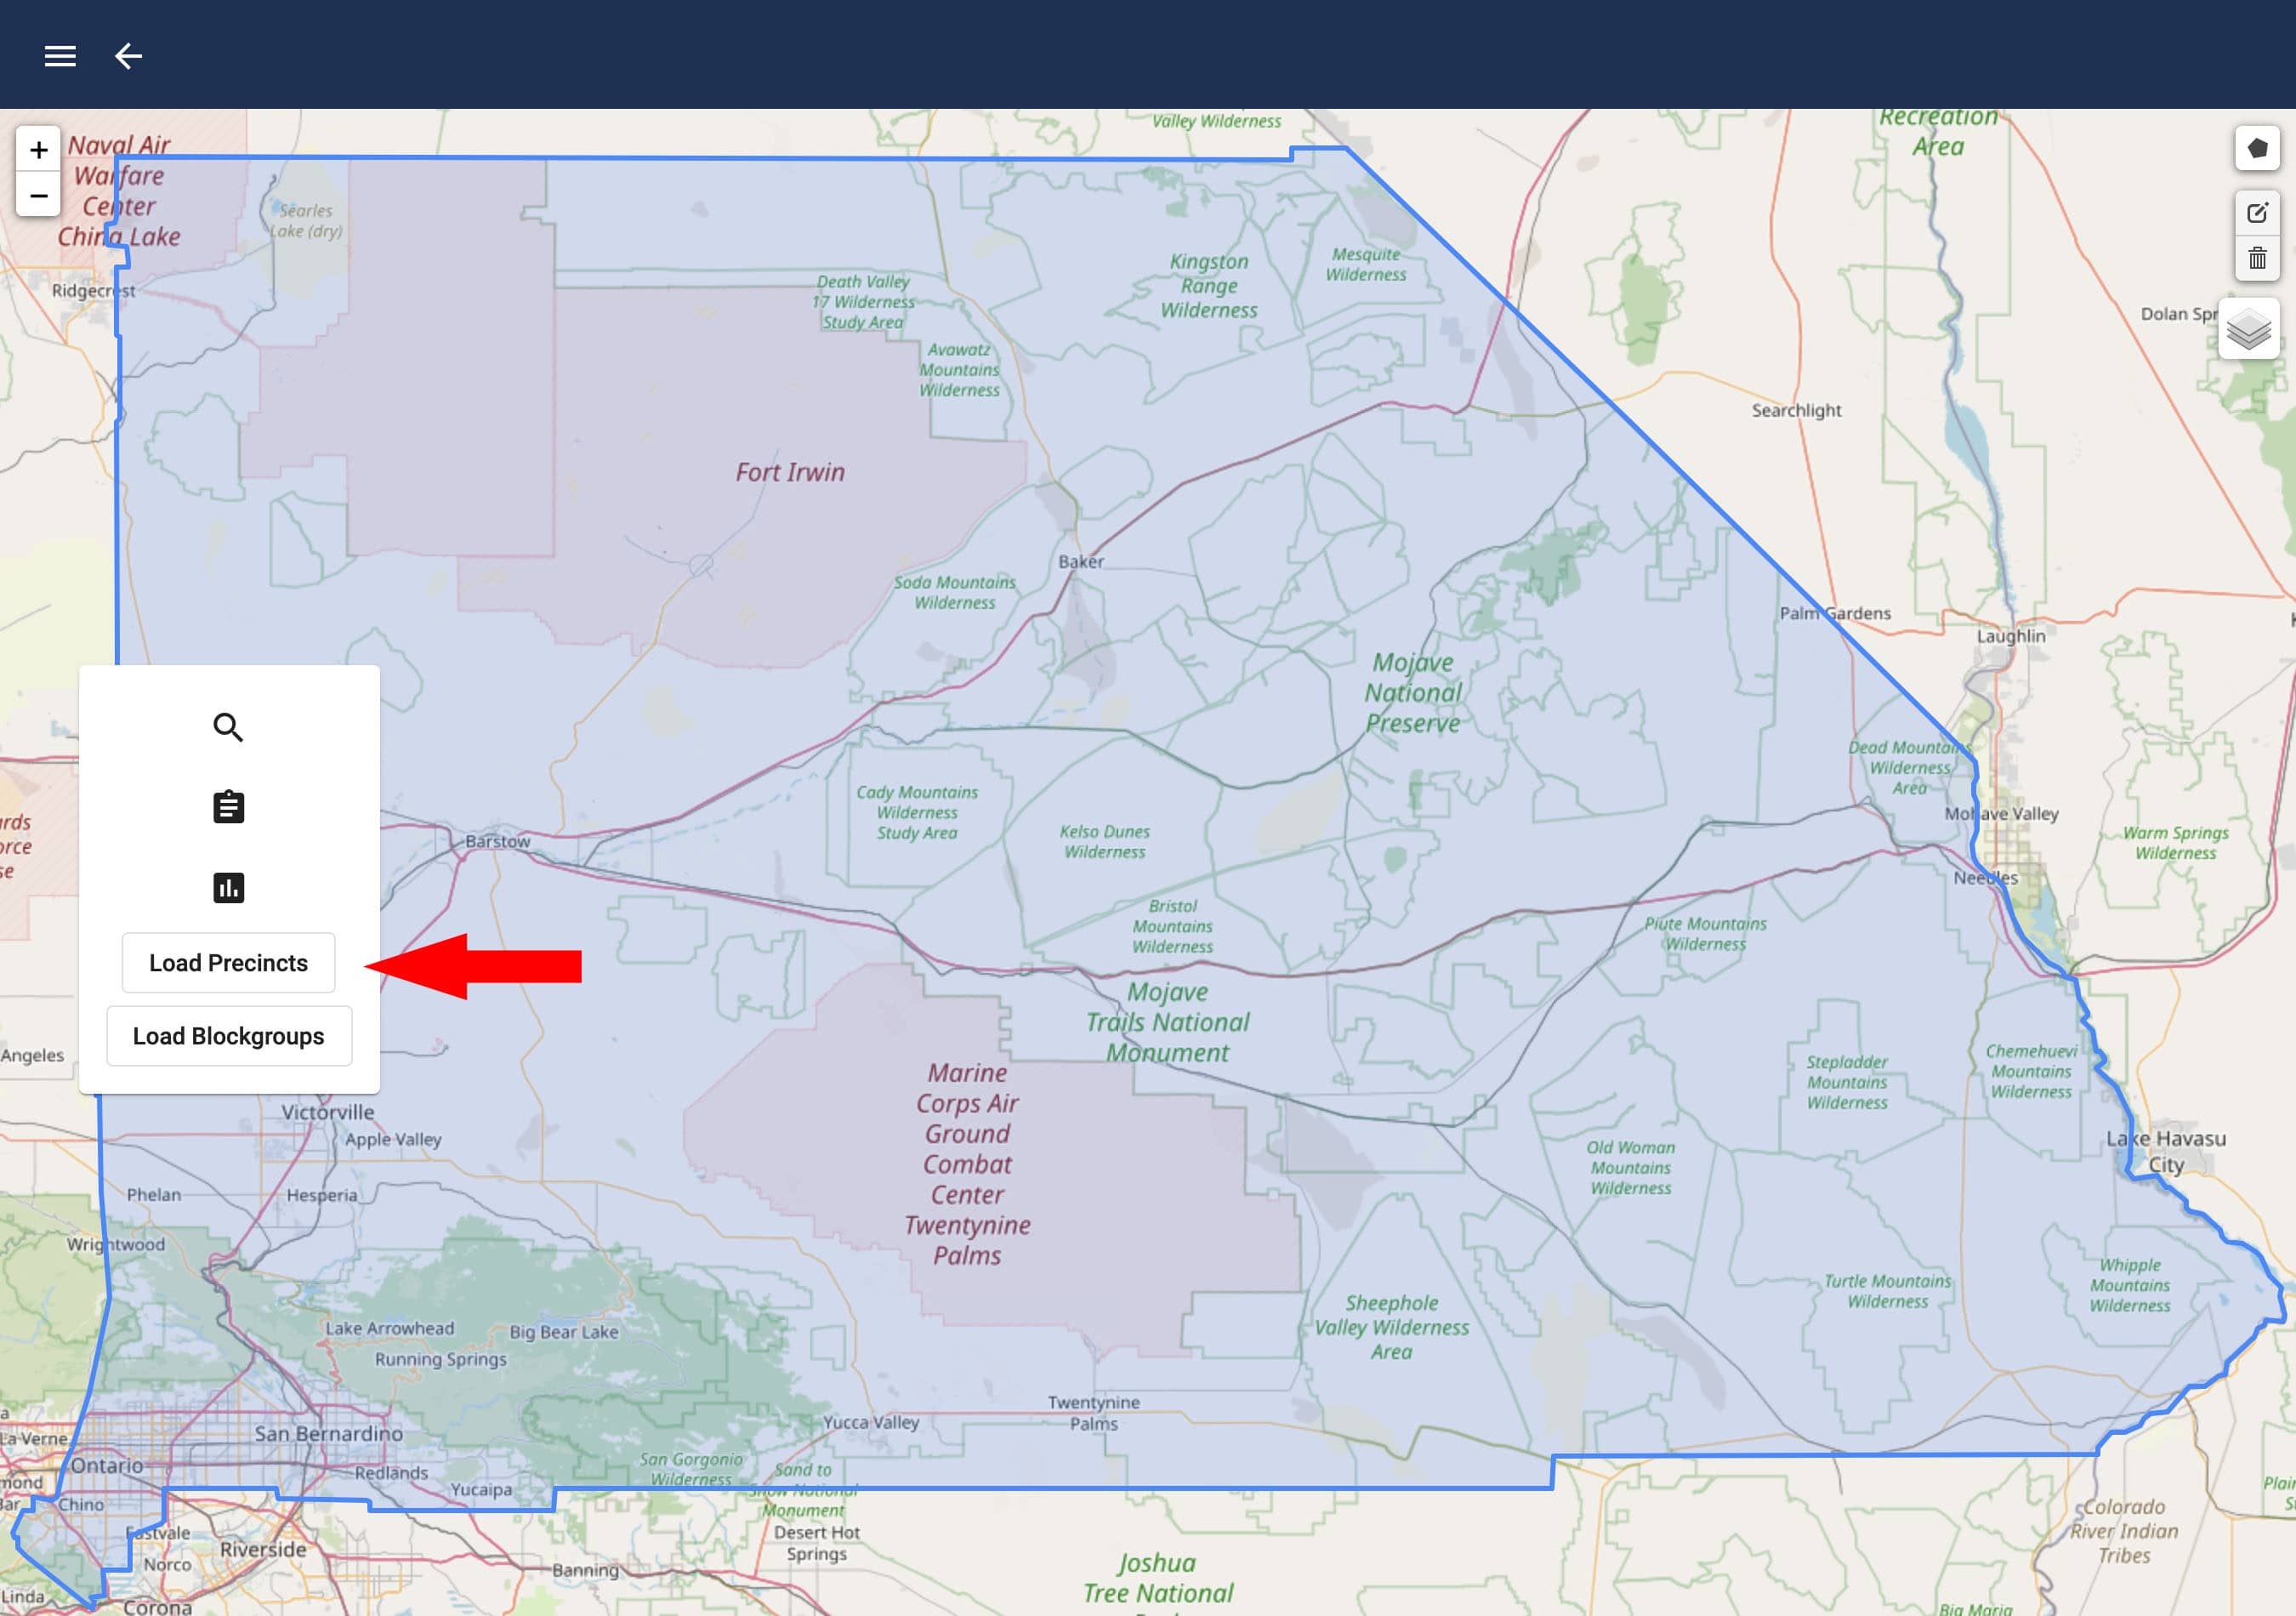 Valley Wilderness
Recreation
Area
+
−
Naval Air
Warfare
Center
China Lake
Searles
Lake (dry)
Ridgecrest
Death Valley
17 Wilderness
Study Area
Kingston
Range
Wilderness
Mesquite
Wilderness
Dolan Spr
Avawatz
Mountains
Wilderness
Searchlight
Fort Irwin
Baker
Soda Mountains
Wilderness
Palm Gardens
Laughlin
Mojave
National
Preserve
Dead Mountains
Wilderness
Area
Cady Mountains
Wilderness
Study Area
Kelso Dunes
Wilderness
Mohave Valley
Warm Springs
Wilderness
Barstow
Needles
Bristol
Mountains
Wilderness
Piute Mountains
Wilderness
Load Precincts
Load Blockgroups
Angeles
Mojave
Trails National
Monument
Marine
Corps Air
Ground
Combat
Center
Twentynine
Palms
Stepladder
Mountains
Wilderness
Chemehuevi
Mountains
Wilderness
Victorville
Apple Valley
Lake Havasu
City
Old Woman
Mountains
Wilderness
Phelan
Hesperia
Wrightwood
Whipple
Mountains
Wilderness
Turtle Mountains
Wilderness
Sheephole
Valley Wilderness
Area
Lake Arrowhead
Big Bear Lake
Running Springs
Twentynine
Palms
Yucca Valley
La Verne
San Bernardino
Ontario
Redlands
Yucaipa
San Gorgonio
Wilderness
Sand to
Snow National
Monument
mond
Bar
Chino
Eastvale
Riverside
Norco
Desert Hot
Springs
Banning
Linda
Corona
Joshua
Tree National
Colorado
River Indian
Tribes
Big Maria